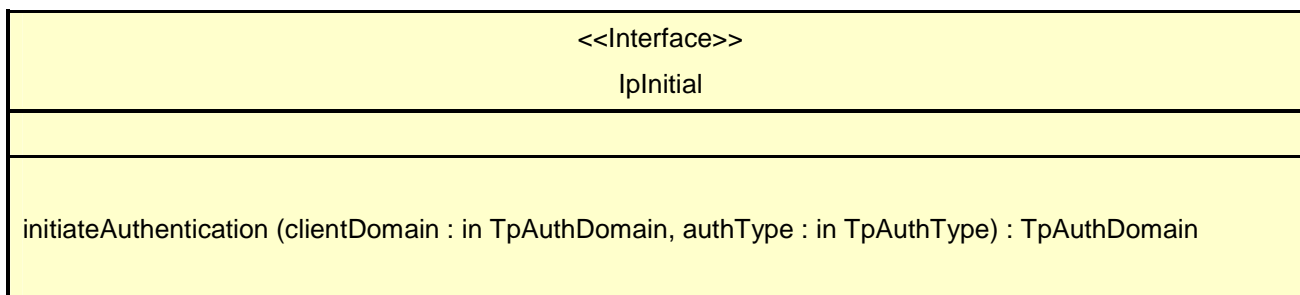 <<Interface>>
IpInitial
initiateAuthentication (clientDomain : in TpAuthDomain, authType : in TpAuthType) : TpAuthDomain